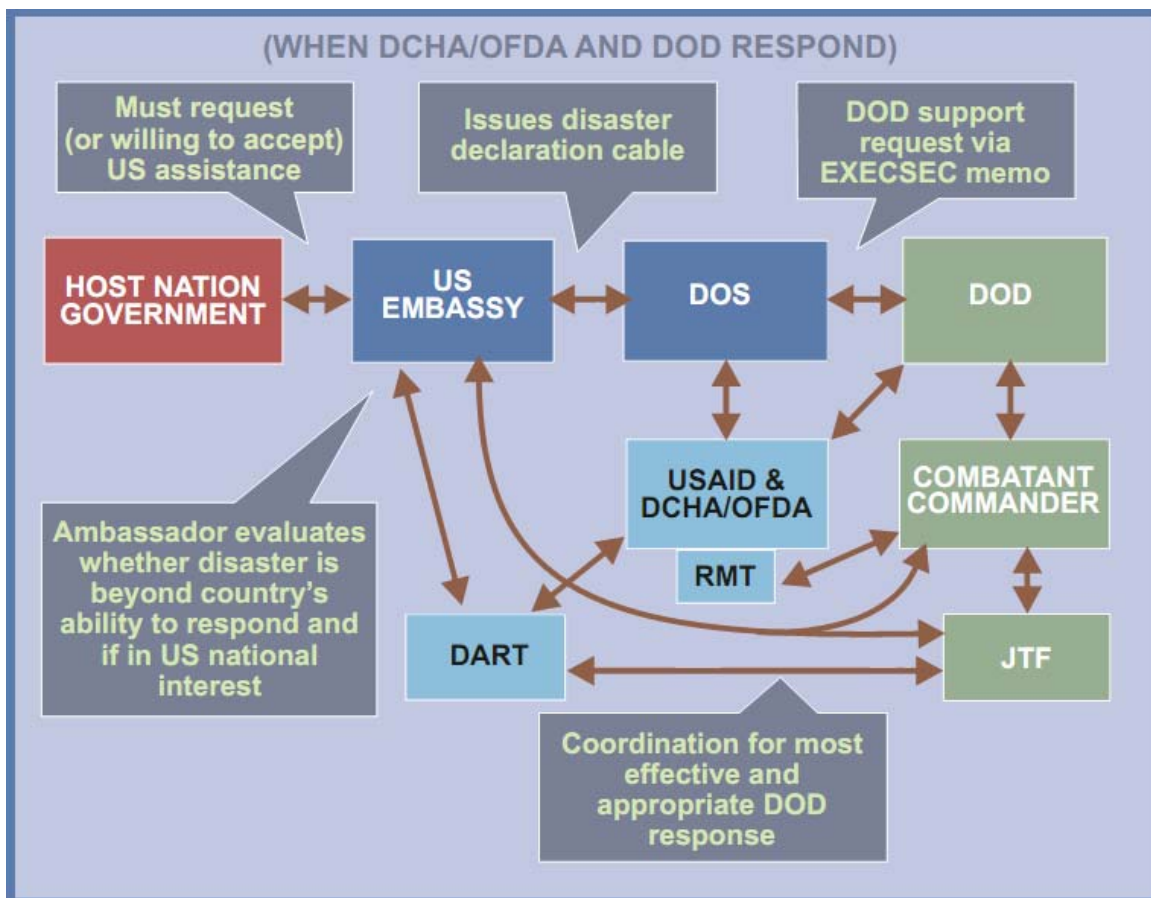 (WHEN DCHA/OFDA AND DOD RESPOND)
Must request
(or willing to accept)
US assistance
Issues disaster
declaration cable
DOD support
request via
EXECSEC memo
HOST NATION
GOVERNMENT
US
EMBASSY
DOS
DOD
USAID &
DCHA/OFDA
COMBATANT
COMMANDER
RMT
Ambassador evaluates
whether disaster is
beyond country's
ability to respond and
if in US national
interest
DART
JTF
Coordination for most
effective and
appropriate DOD
response